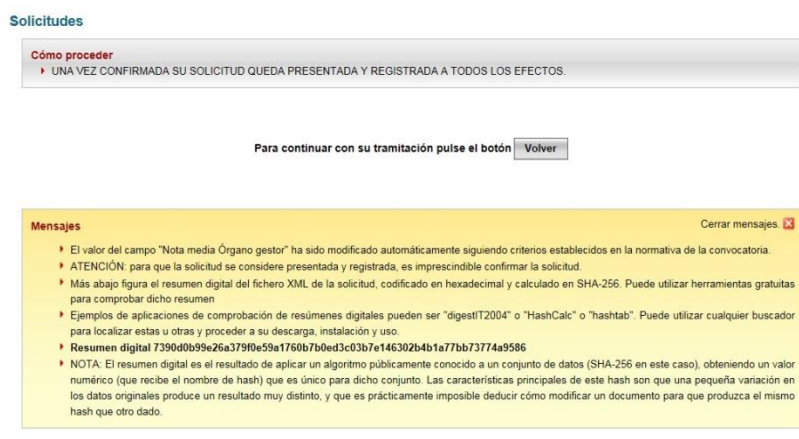 Solicitudes
Cómo proceder
UNA VEZ CONFIRMADA SU SOLICITUD QUEDA PRESENTADA Y REGISTRADA A TODOS LOS EFECTOS.
Para continuar con su tramitación pulse el botón Volver
Mensajes Cerrar mensajes.
El valor del campo "Nota media Órgano gestor" ha sido modificado automáticamente siguiendo criterios establecidos en la normativa de la convocatoria.
ATENCIÓN: para que la solicitud se considere presentada y registrada, es imprescindible confirmar la solicitud.
Más abajo figura el resumen digital del fichero XML de la solicitud, codificado en hexadecimal y calculado en SHA-256. Puede utilizar herramientas gratuitas
para comprobar dicho resumen
Ejemplos de aplicaciones de comprobación de resúmenes digitales pueden ser "digestIT2004" o "HashCalc" o "hashtab". Puede utilizar cualquier buscador
para localizar estas u otras y proceder a su descarga, instalación y uso.
Resumen digital 7390d0b99e26a379f0e59a1760b7b0ed3c03b7e146302b4b1a77bb73774a9586
NOTA: El resumen digital es el resultado de aplicar un algoritmo públicamente conocido a un conjunto de datos (SHA-256 en este caso), obteniendo un valor
numérico (que recibe el nombre de hash) que es único para dicho conjunto. Las características principales de este hash son que una pequeña variación en
los datos originales produce un resultado muy distinto, y que es prácticamente imposible deducir cómo modificar un documento para que produzca el mismo
hash que otro dado.